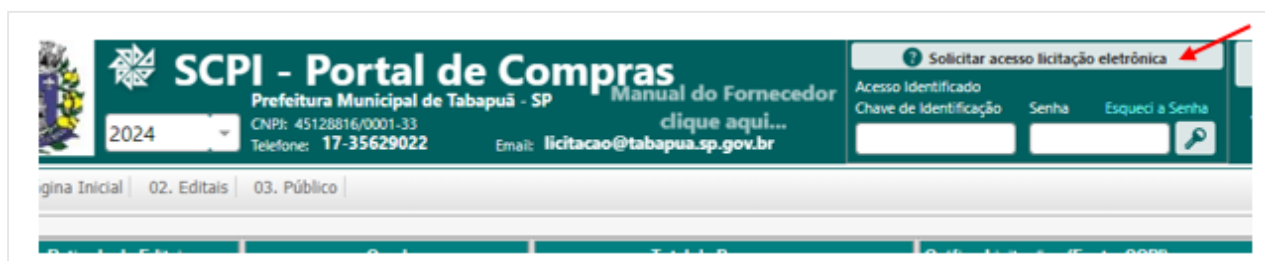 SCPI - Portal de Compras
Prefeitura Municipal de Tabapuã - SP
Manual do Fornecedor
clique aqui...
2024
CNPJ: 45128816/0001-33
Telefone: 17-35629022 Email: licitacao@tabapua.sp.gov.br
Solicitar acesso licitação eletrônica
Acesso Identificado
Chave de Identificação Senha Esqueci a Senha
gina Inicial 02. Editais 03. Público